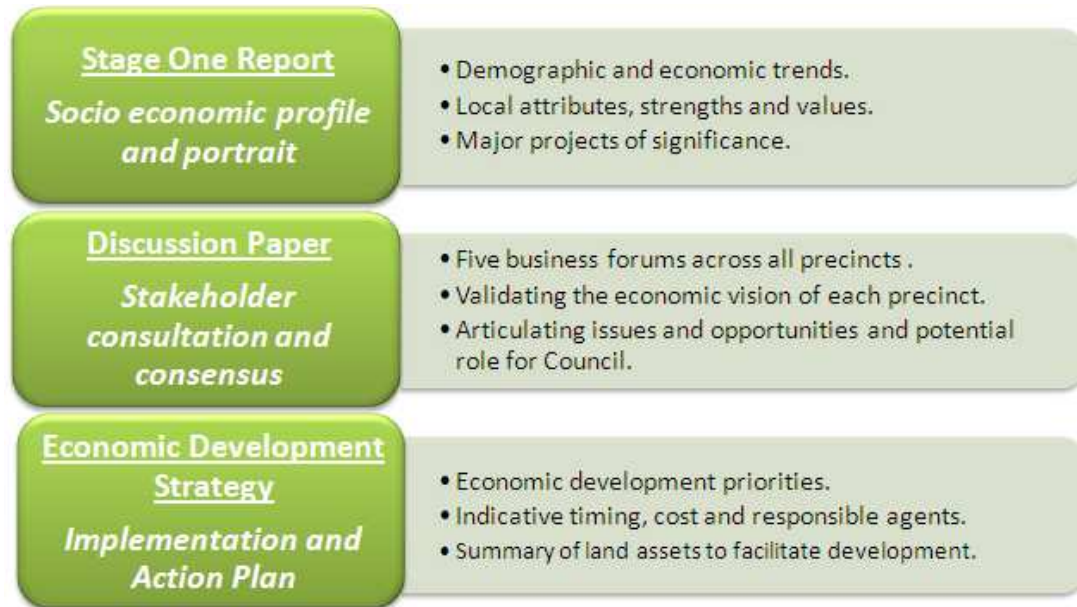 Stage One Report
Socio economic profile
and portrait
• Demographic and economic trends.
• Local attributes, strengths and values.
• Major projects of significance.
Discussion Paper
Stakeholder
consultation and
consensus
• Five business forums across all precincts .
• Validating the economic vision of each precinct.
• Articulating issues and opportunities and potential
role for Council.
Economic Development
Strategy
Implementation and
Action Plan
• Economic development priorities.
• Indicative timing, cost and responsible agents.
• Summary of land assets to facilitate development.